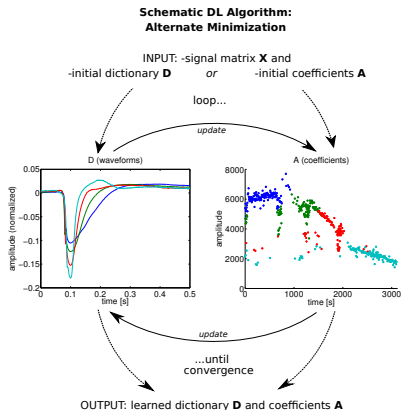 Schematic DL Algorithm:
Alternate Minimization
INPUT: -signal matrix X and
-initial dictionary D or -initial coefficients A
loop...
update
D (waveforms)
A (coefficients)
0.05
0
−0.05
−0.1
−0.15
−0.2
amplitude (normalized)
0 0.1 0.2 0.3 0.4 0.5
time [s]
8000
6000
4000
2000
0
amplitude
0 1000 2000 3000
time [s]
update
...until
convergence
OUTPUT: learned dictionary D and coefficients A